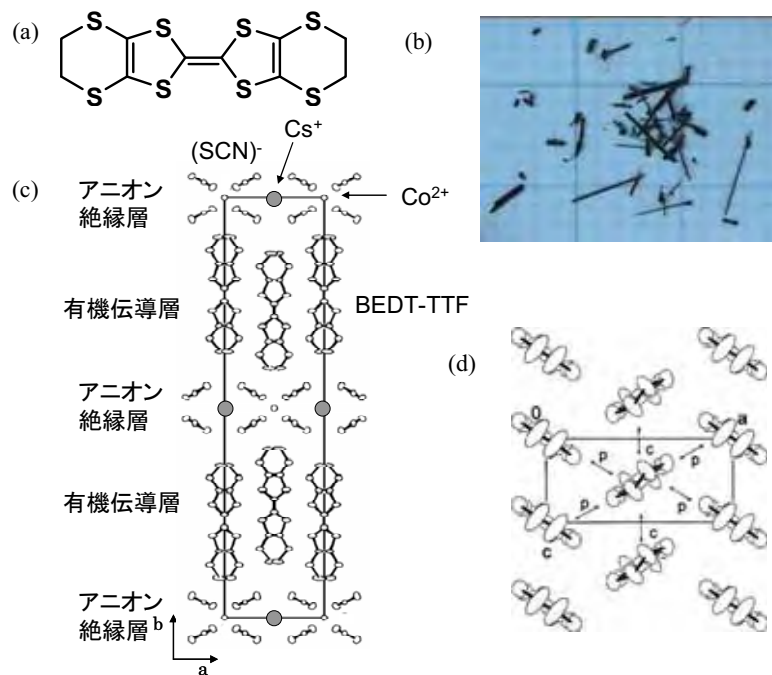 (a)
S S S S
S S S S
(b)
Cs⁺
(SCN)⁻
(c)
アニオン
絶縁層
Co²⁺
有機伝導層
BEDT-TTF
アニオン
絶縁層
有機伝導層
アニオン
絶縁層
b
a
(d)
0
a
c
p
p
c
p
p
c